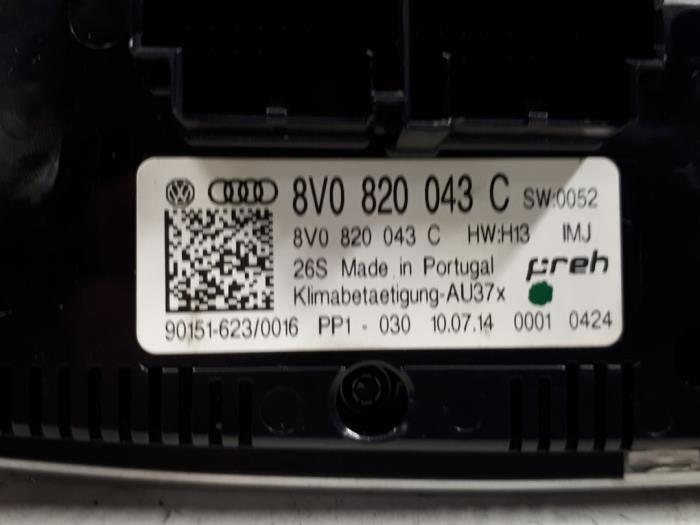 8V0 820 043 C SW:0052
8V0 820 043 C HW:H13 IMJ
26S Made in Portugal preh
Klimabetaetigung-AU37x
90151-623/0016 PP1 - 030 10.07.14 0001 0424